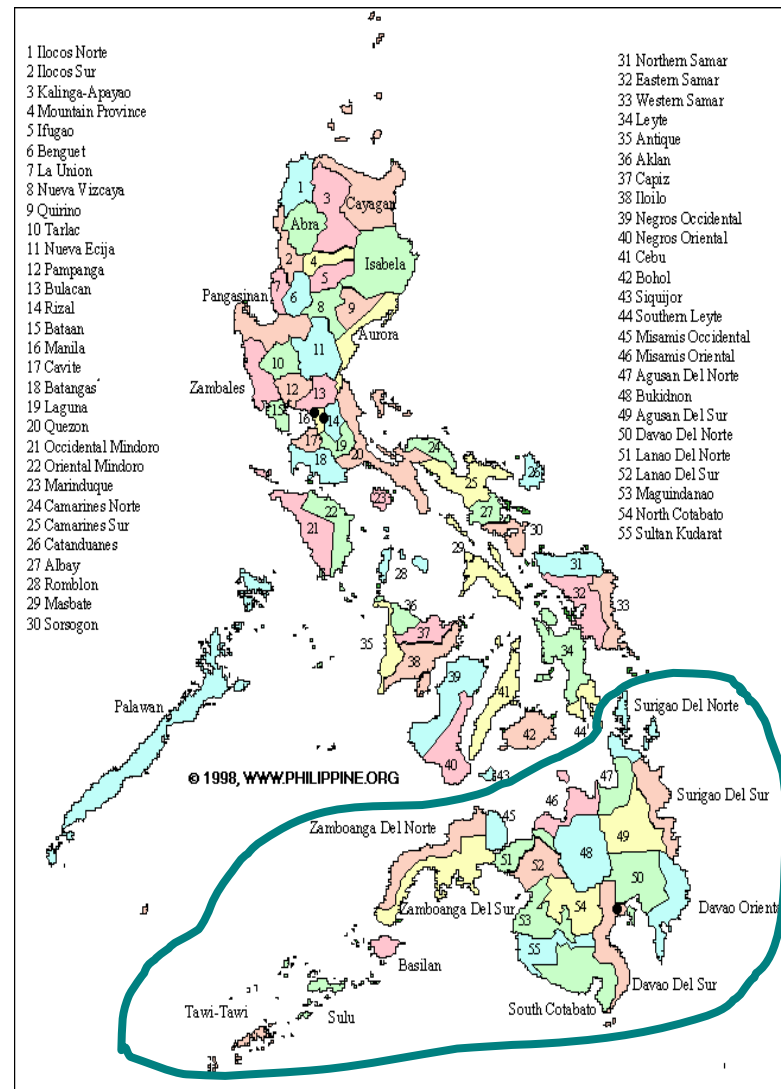 1 Ilocos Norte
2 Ilocos Sur
3 Kalinga-Apayao
4 Mountain Province
5 Ifugao
6 Benguet
7 La Union
8 Nueva Vizcaya
9 Quirino
10 Tarlac
11 Nueva Ecija
12 Pampanga
13 Bulacan
14 Rizal
15 Bataan
16 Manila
17 Cavite
18 Batangas
19 Laguna
20 Quezon
21 Occidental Mindoro
22 Oriental Mindoro
23 Marinduque
24 Camarines Norte
25 Camarines Sur
26 Catanduanes
27 Albay
28 Romblon
29 Masbate
30 Sorsogon
31 Northern Samar
32 Eastern Samar
33 Western Samar
34 Leyte
35 Antique
36 Aklan
37 Capiz
38 Iloilo
39 Negros Occidental
40 Negros Oriental
41 Cebu
42 Bohol
43 Siquijor
44 Southern Leyte
45 Misamis Occidental
46 Misamis Oriental
47 Agusan Del Norte
48 Bukidnon
49 Agusan Del Sur
50 Davao Del Norte
51 Lanao Del Norte
52 Lanao Del Sur
53 Maguindanao
54 North Cotabato
55 Sultan Kudarat
1
3
Cayagan
Abra
2
4
Isabela
5
7
6
Pangasinan
8
9
Aurora
11
10
Zambales
12
13
15
16
14
17
19
18
20
24
25
26
23
22
27
21
30
29
28
31
32
33
36
37
35
38
34
39
41
Palawan
Surigao Del Norte
42
44
40
43
© 1998, WWW.PHILIPPINE.ORG
47
46
Surigao Del Sur
45
Zamboanga Del Norte
49
48
51
52
50
54
Zamboanga Del Sur
53
Davao Orienta
55
Basilan
Davao Del Sur
South Cotabato
Tawi-Tawi
Sulu